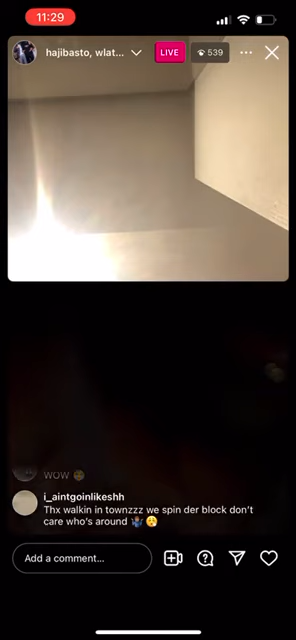 11:29
hajibasto, wlat...
LIVE
539
WOW
i_aintgoinlikeshh
Thx walkin in townzzz we spin der block don't
care who's around 🤷🏿‍♂️😮‍💨
Add a comment...